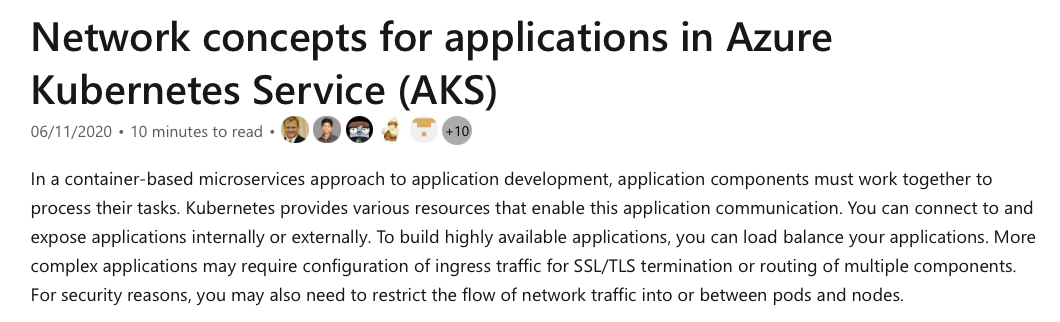 Network concepts for applications in Azure
Kubernetes Service (AKS)
06/11/2020 • 10 minutes to read • +10
In a container-based microservices approach to application development, application components must work together to
process their tasks. Kubernetes provides various resources that enable this application communication. You can connect to and
expose applications internally or externally. To build highly available applications, you can load balance your applications. More
complex applications may require configuration of ingress traffic for SSL/TLS termination or routing of multiple components.
For security reasons, you may also need to restrict the flow of network traffic into or between pods and nodes.